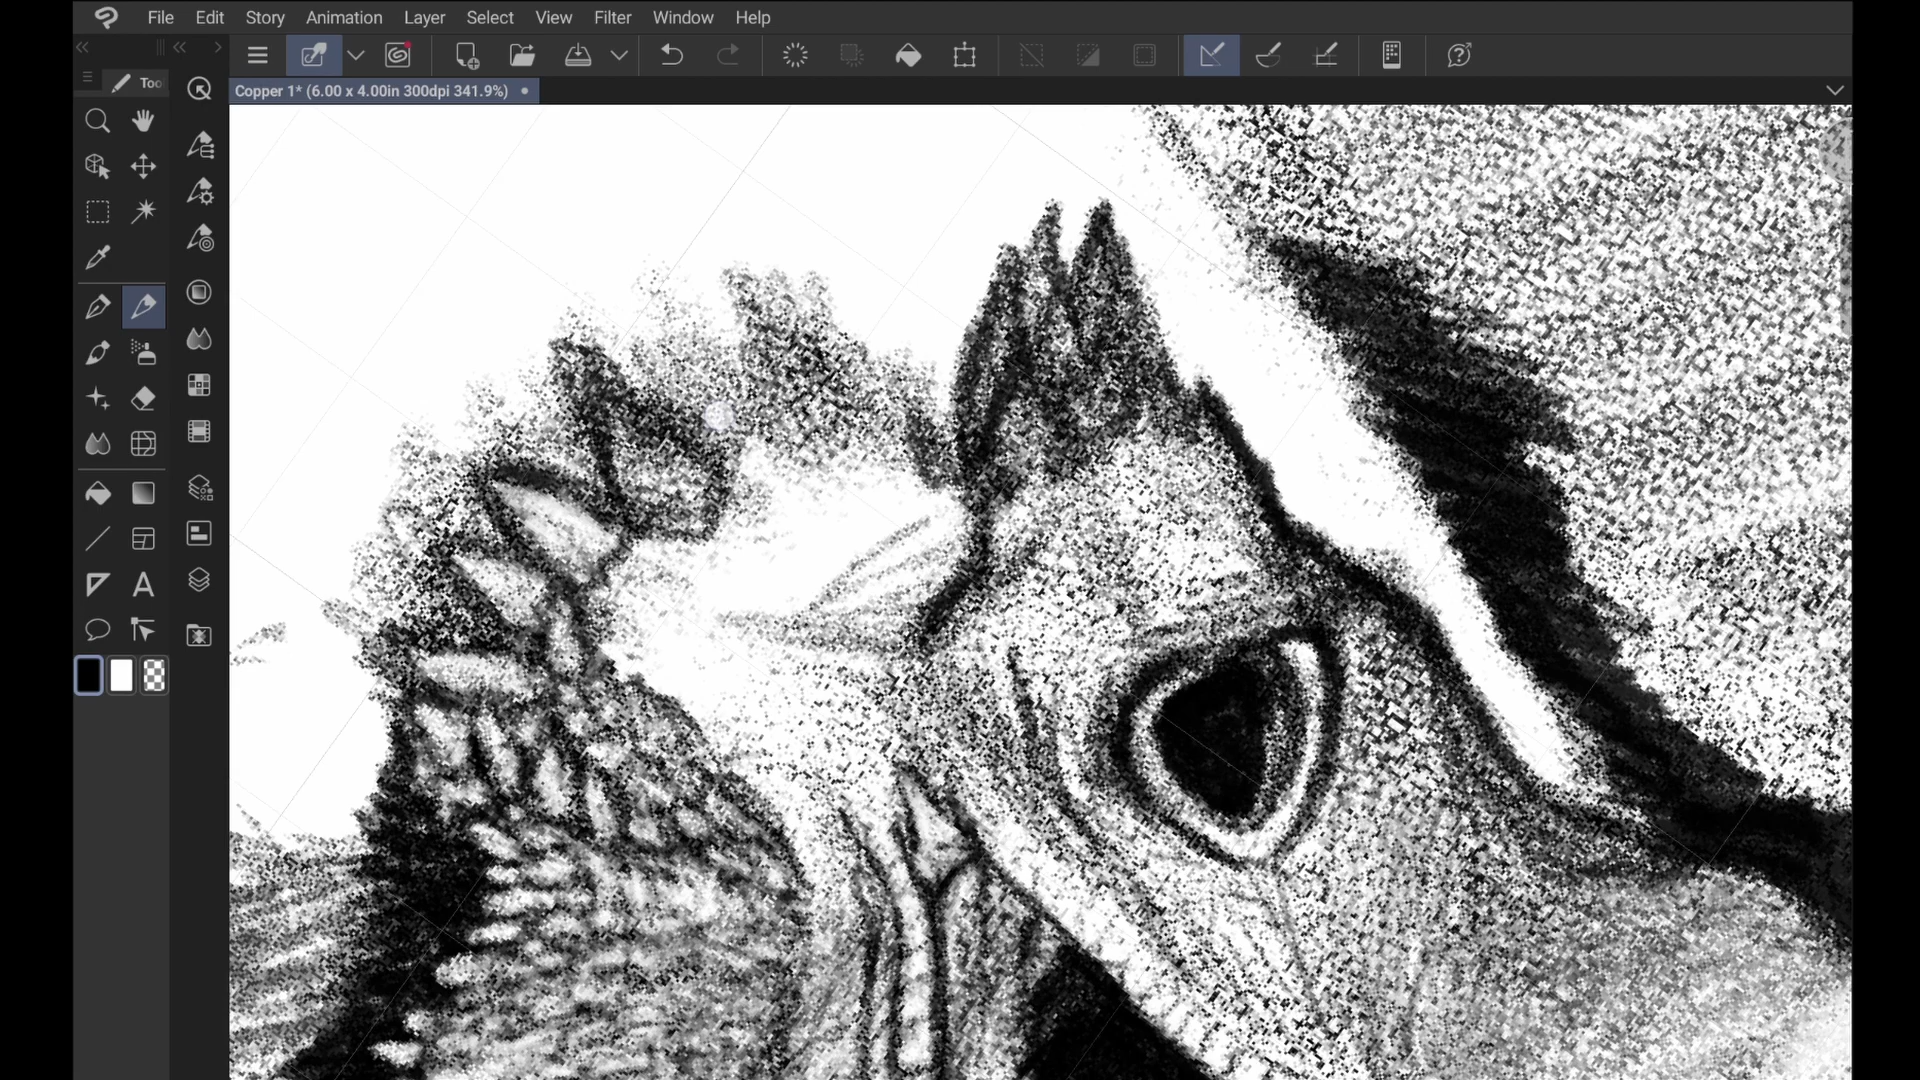 File Edit Story Animation Layer Select View Filter Window Help
Too
Copper 1* (6.00 x 4.00in 300dpi 341.9%)